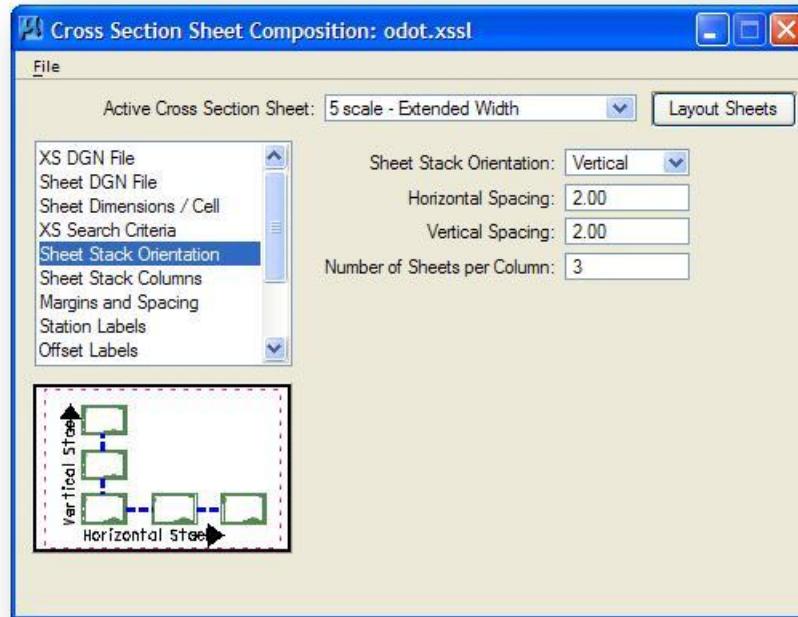 Cross Section Sheet Composition: odot.xssl
File
Active Cross Section Sheet: 5 scale - Extended Width Layout Sheets
XS DGN File
Sheet DGN File
Sheet Dimensions / Cell
XS Search Criteria
Sheet Stack Orientation
Sheet Stack Columns
Margins and Spacing
Station Labels
Offset Labels
Sheet Stack Orientation: Vertical
Horizontal Spacing: 2.00
Vertical Spacing: 2.00
Number of Sheets per Column: 3
Vertical
Horizontal